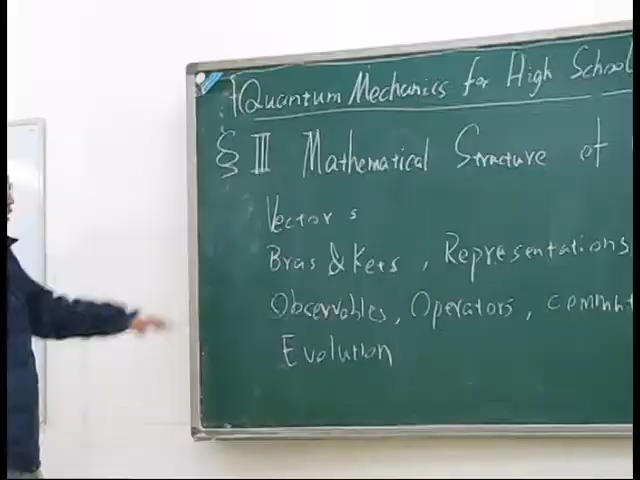 Quantum Mechanics for High School
§ III Mathematical Structure of
Vectors
Bras & Kets, Representations
Observables, Operators, commut
Evolution